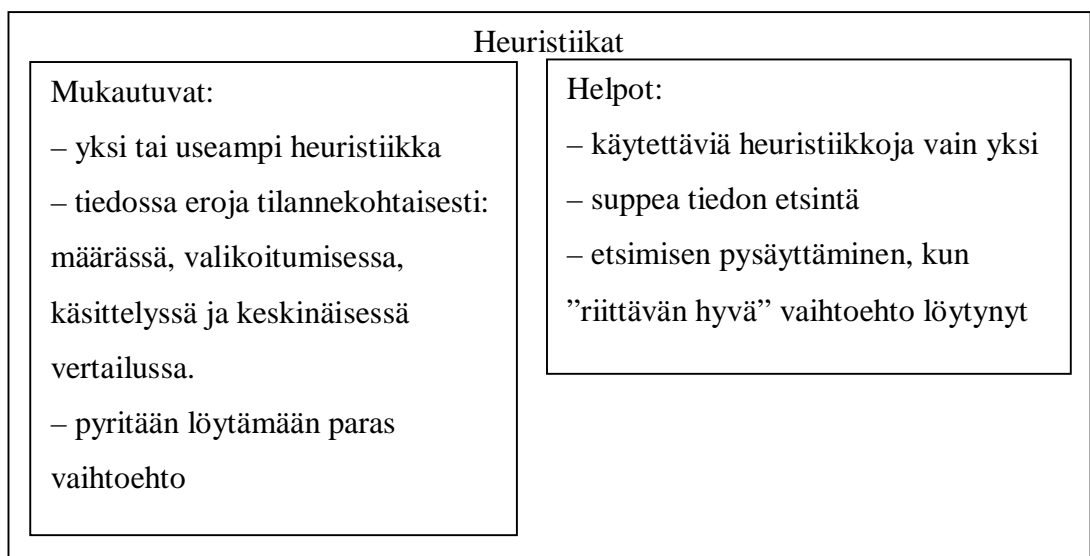 Heuristiikat
Mukautuvat:
– yksi tai useampi heuristiikka
– tiedossa eroja tilannekohtaisesti:
määrässä, valikoitumisessa,
käsittelyssä ja keskinäisessä
vertailussa.
– pyritään löytämään paras
vaihtoehto
Helpot:
– käytettäviä heuristiikkoja vain yksi
– suppea tiedon etsintä
– etsimisen pysäyttäminen, kun
”riittävän hyvä” vaihtoehto löytynyt